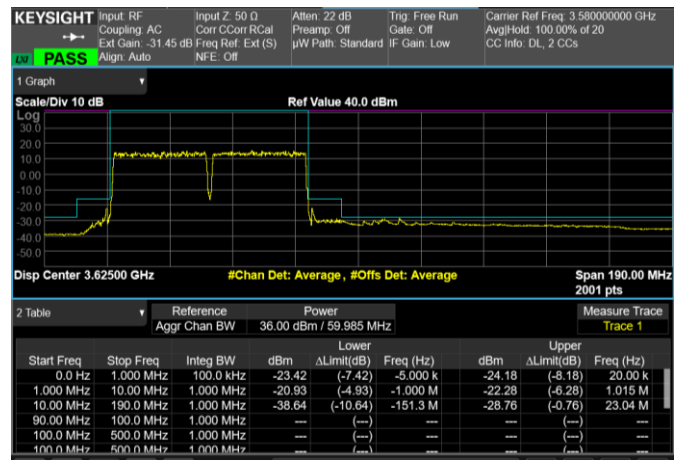 KEYSIGHT Input: RF Input Z: 50 Ω Atten: 22 dB Trig: Free Run Carrier Ref Freq: 3.580000000 GHz
Coupling: AC Corr CCorr RCal Preamp: Off Gate: Off Avg|Hold: 100.00% of 20
Ext Gain: -31.45 dB Freq Ref: Ext (S) µW Path: Standard IF Gain: Low CC Info: DL, 2 CCs
LXI PASS Align: Auto NFE: Off
1 Graph
Scale/Div 10 dB Ref Value 40.0 dBm
Log
30.0
20.0
10.0
0.00
-10.0
-20.0
-30.0
-40.0
-50.0
Disp Center 3.62500 GHz #Chan Det: Average, #Offs Det: Average Span 190.00 MHz
2001 pts
2 Table Reference Power Measure Trace
Aggr Chan BW 36.00 dBm / 59.985 MHz Trace 1
Lower Upper
Start Freq Stop Freq Integ BW dBm ΔLimit(dB) Freq (Hz) dBm ΔLimit(dB) Freq (Hz)
0.0 Hz 1.000 MHz 100.0 kHz -23.42 (-7.42) -5.000 k -24.18 (-8.18) 20.00 k
1.000 MHz 10.00 MHz 1.000 MHz -20.93 (-4.93) -1.000 M -22.28 (-6.28) 1.015 M
10.00 MHz 190.0 MHz 1.000 MHz -38.64 (-10.64) -151.3 M -28.76 (-0.76) 23.04 M
90.00 MHz 100.0 MHz 1.000 MHz --- (---) --- --- (---) ---
100.0 MHz 500.0 MHz 1.000 MHz --- (---) --- --- (---) ---
100.0 MHz 500.0 MHz 1.000 MHz --- (---) --- --- (---) ---